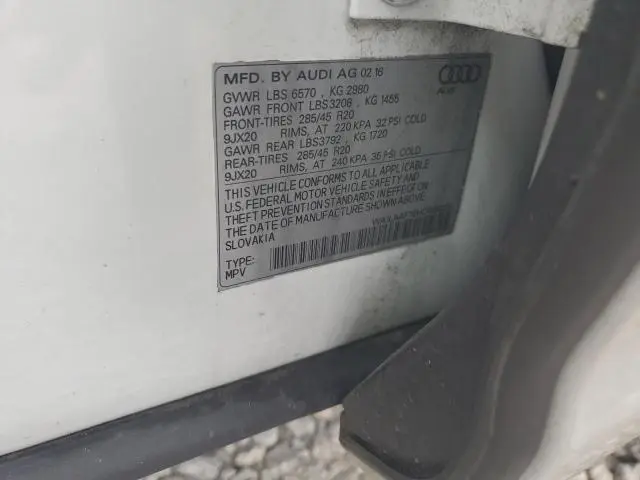 MFD. BY AUDI AG 02.16
GVWR LBS 6570 , KG 2980
GAWR FRONT LBS3208 , KG 1455
FRONT-TIRES 285/45 R20
9JX20 RIMS, AT 220 KPA 32 PSI COLD
GAWR REAR LBS3792 , KG 1720
REAR-TIRES 285/45 R20
9JX20 RIMS, AT 240 KPA 35 PSI COLD
THIS VEHICLE CONFORMS TO ALL APPLICABLE
U.S. FEDERAL MOTOR VEHICLE SAFETY AND
THEFT PREVENTION STANDARDS IN EFFECT ON
THE DATE OF MANUFACTURE SHOWN ABOVE.
SLOVAKIA
TYPE:
MPV